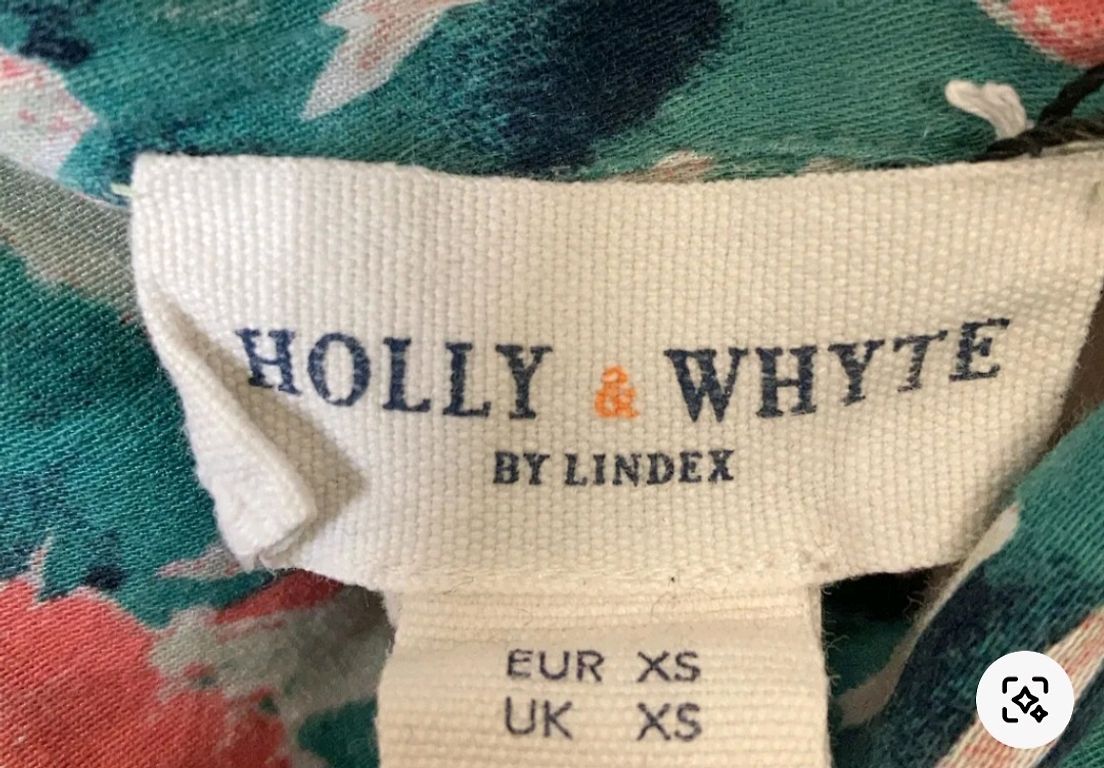 HOLLY & WHYTE
BY LINDEX
EUR XS
UK XS